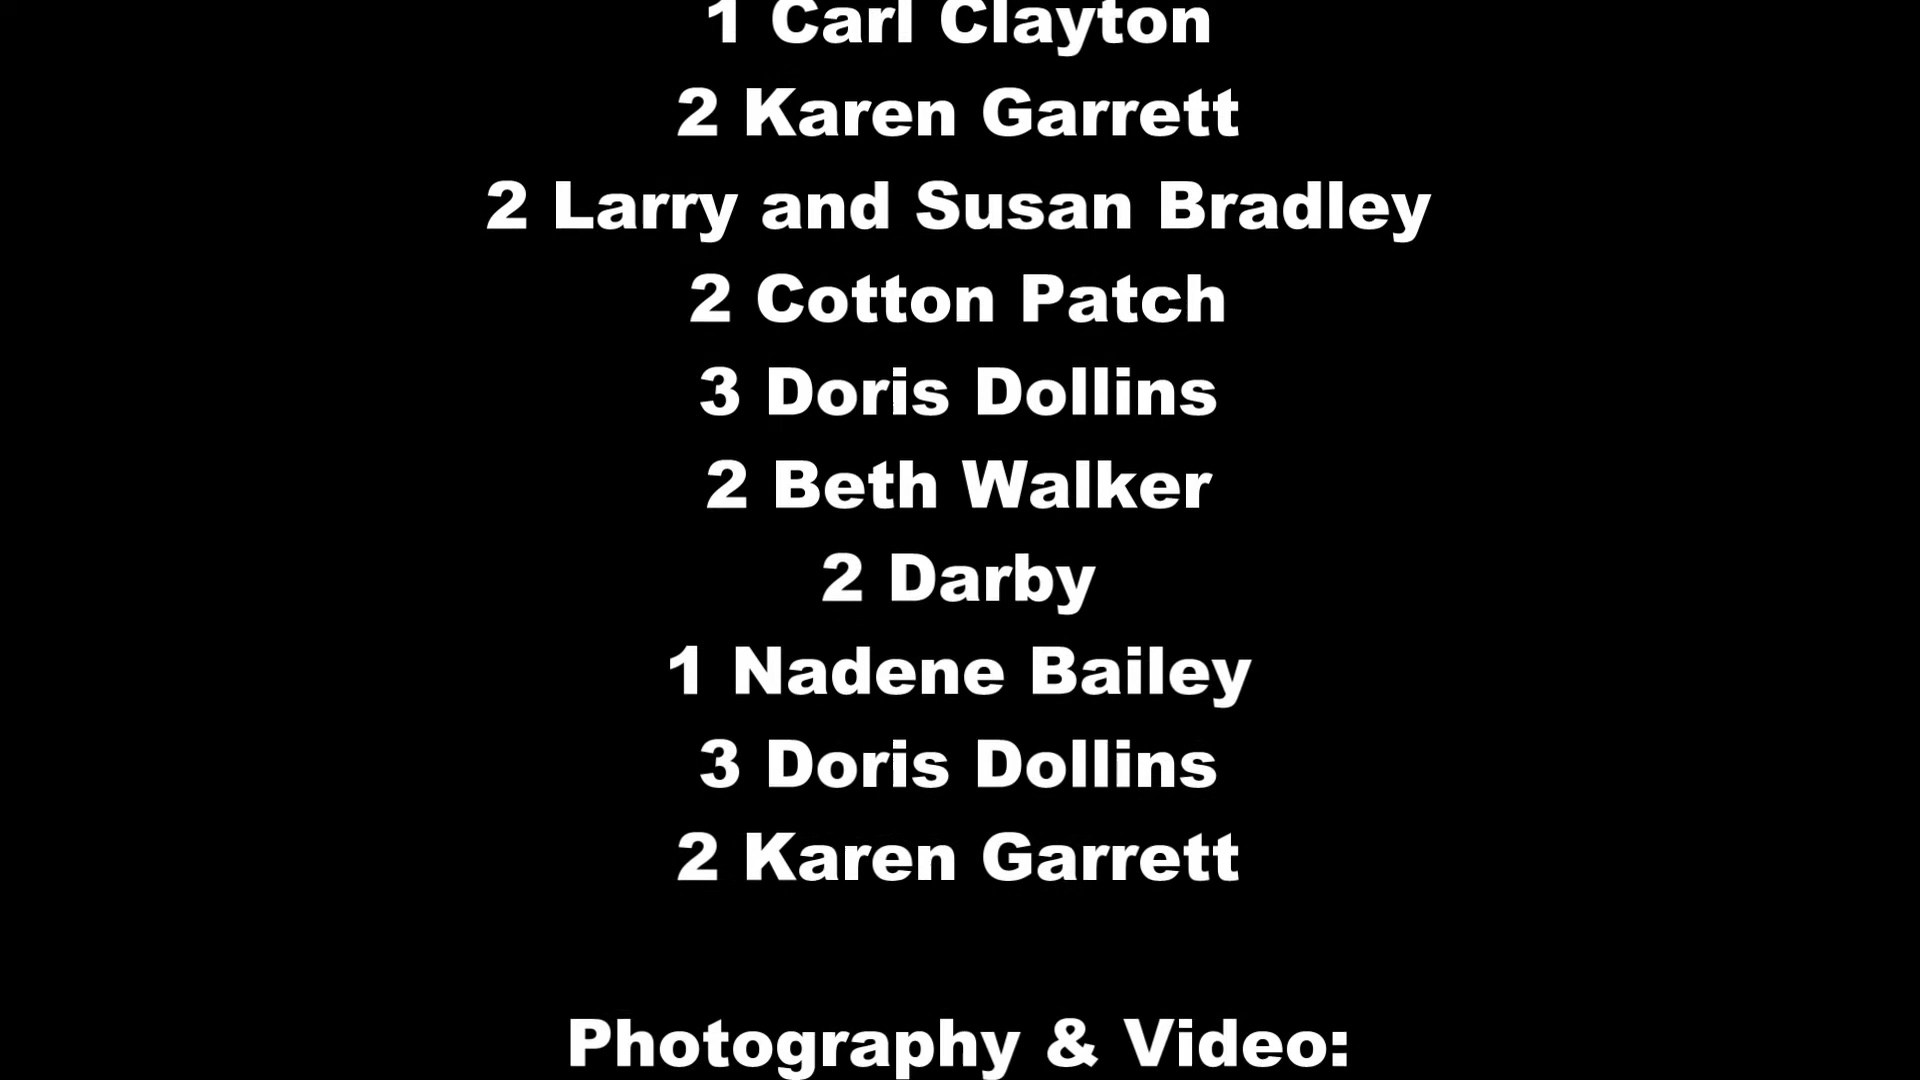 1 Carl Clayton
2 Karen Garrett
2 Larry and Susan Bradley
2 Cotton Patch
3 Doris Dollins
2 Beth Walker
2 Darby
1 Nadene Bailey
3 Doris Dollins
2 Karen Garrett
Photography & Video: